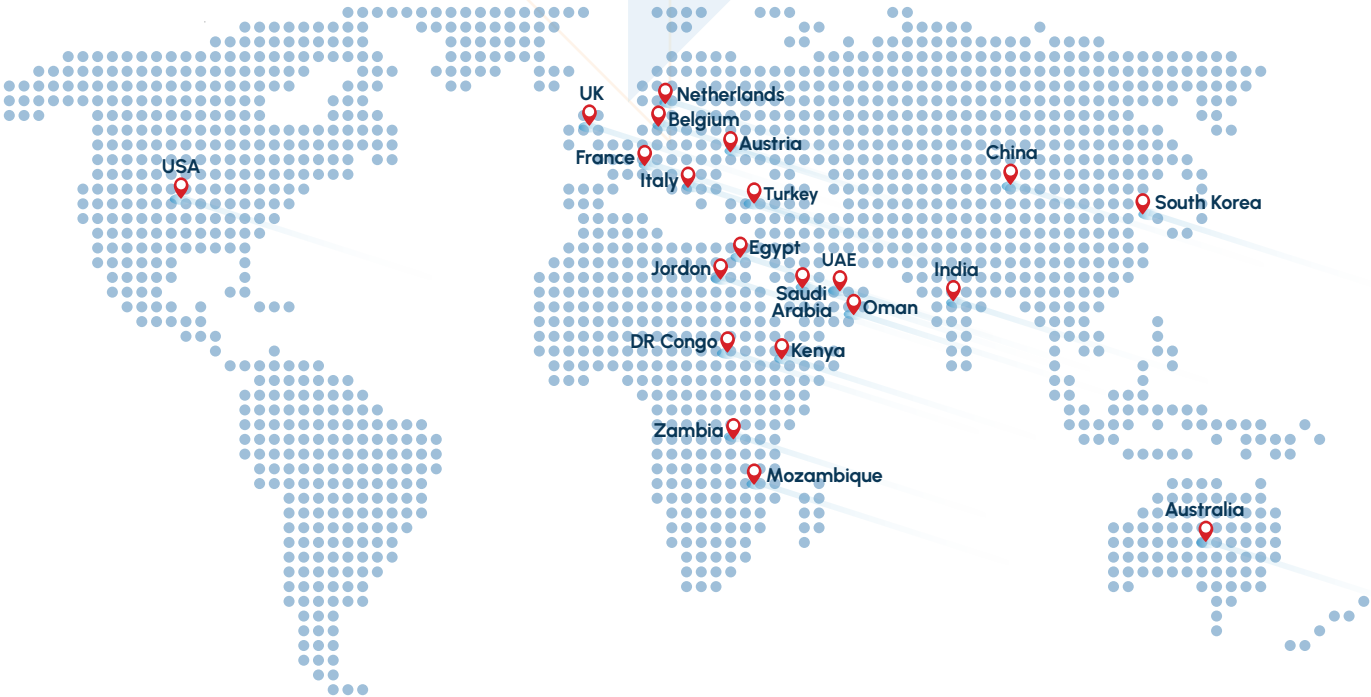 UK
Netherlands
Belgium
Austria
France
China
USA
Italy
Turkey
South Korea
Egypt
UAE
Jordon
India
Saudi
Arabia
Oman
DR Congo
Kenya
Zambia
Mozambique
Australia